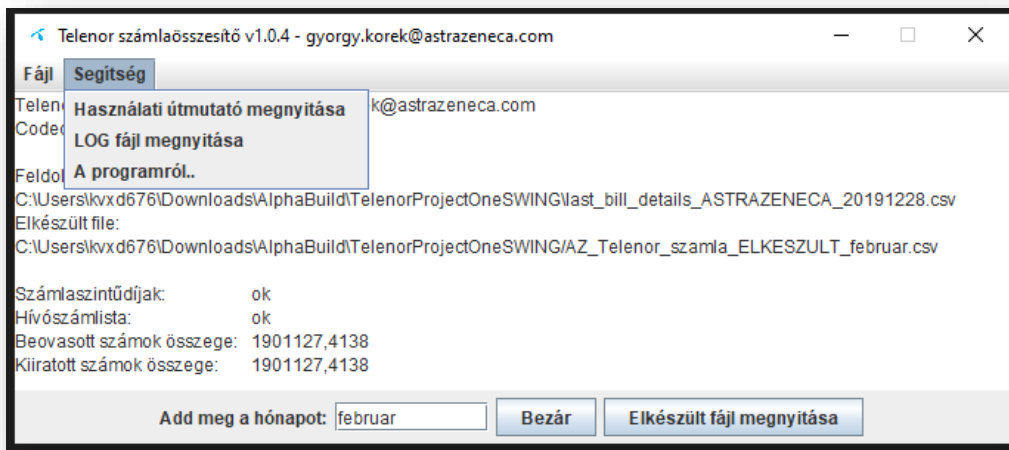 Telenor számlaösszesítő v1.0.4 - gyorgy.korek@astrazeneca.com
Fájl Segítség
Használati útmutató megnyitása
LOG fájl megnyitása
A programról..
k@astrazeneca.com
C:\Users\kvxd676\Downloads\AlphaBuild\TelenorProjectOneSWING\last_bill_details_ASTRAZENECA_20191228.csv
Elkészült file:
C:\Users\kvxd676\Downloads\AlphaBuild\TelenorProjectOneSWING/AZ_Telenor_szamla_ELKESZULT_februar.csv
Számlaszintűdíjak: ok
Hívószámlista: ok
Beovasott számok összege: 1901127,4138
Kiiratott számok összege: 1901127,4138
Add meg a hónapot: februar Bezár Elkészült fájl megnyitása